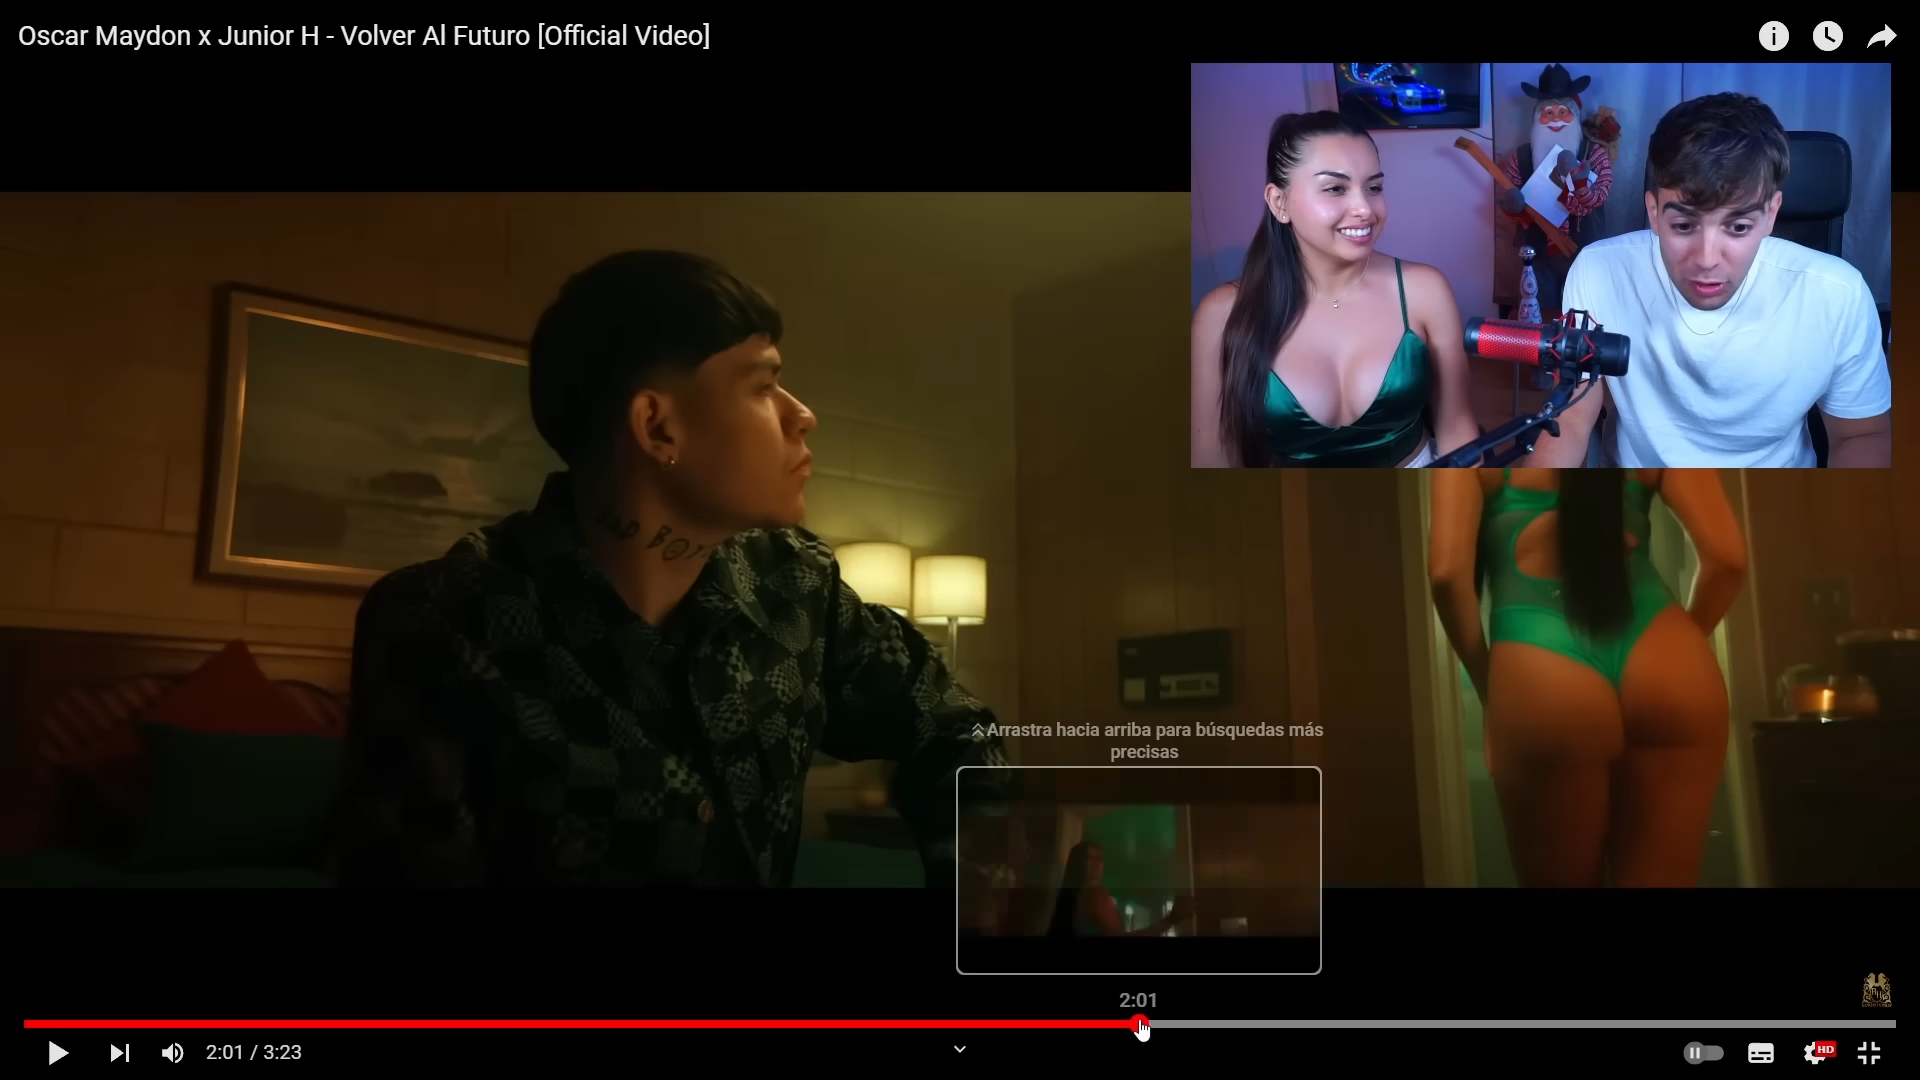 Oscar Maydon x Junior H - Volver Al Futuro [Official Video]
Arrastra hacia arriba para búsquedas más
precisas
2:01
2:01 / 3:23
HD